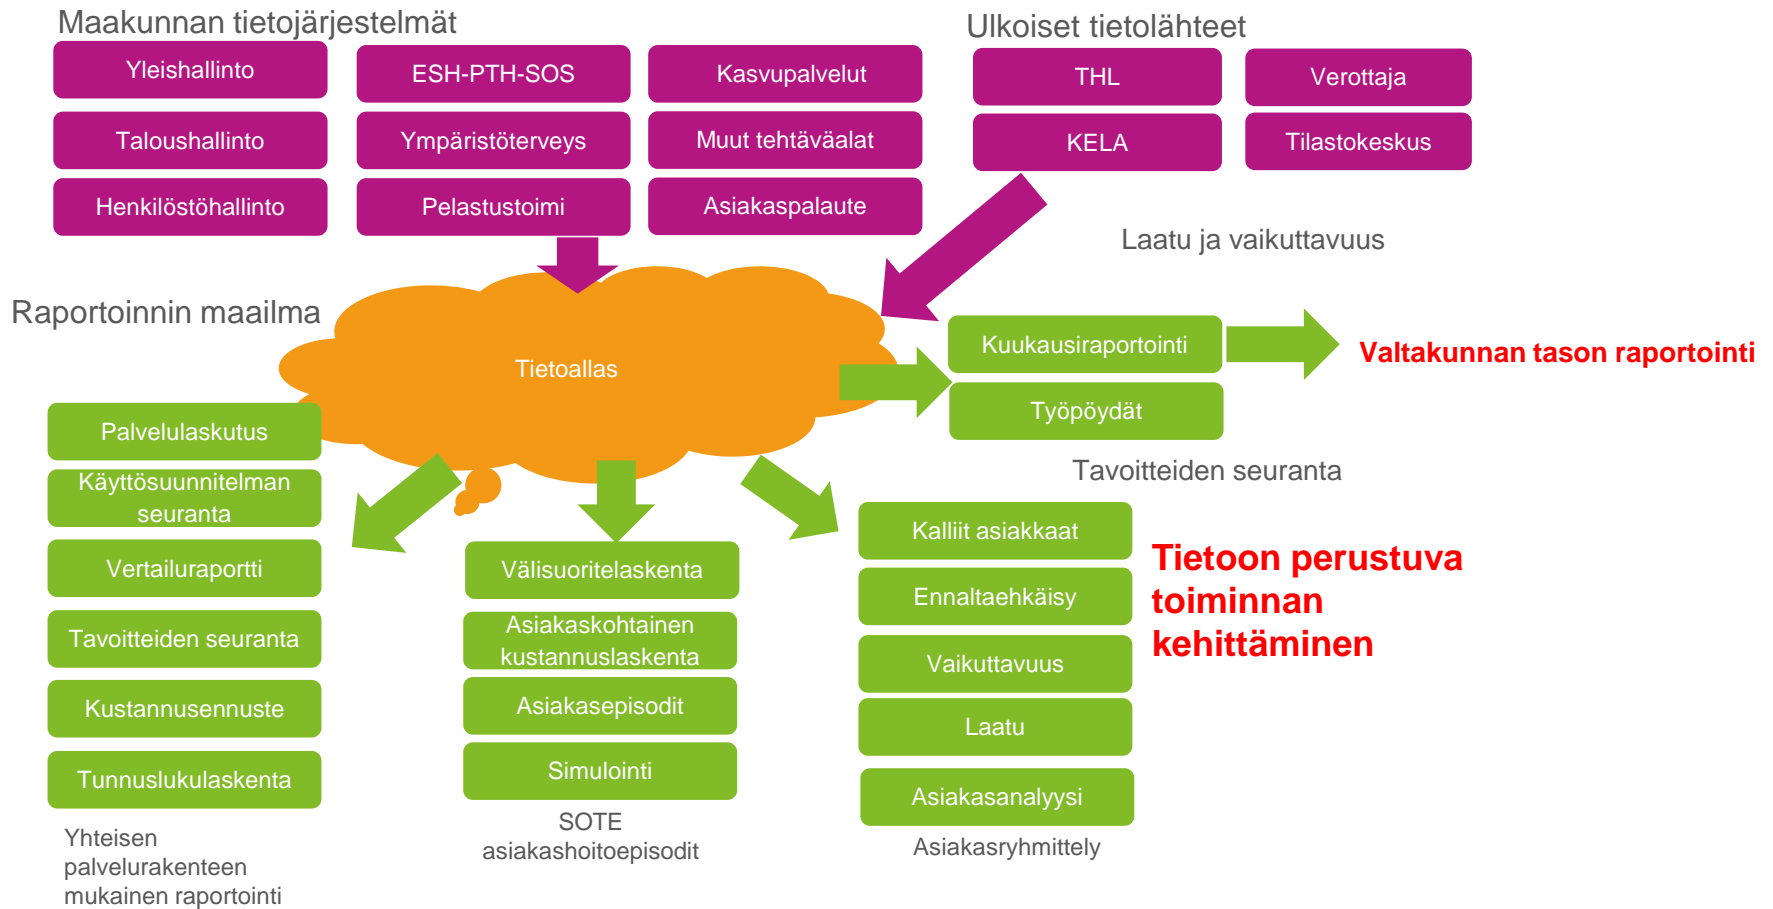 Maakunnan tietojärjestelmät
Ulkoiset tietolähteet
Yleishallinto
ESH-PTH-SOS
Kasvupalvelut
THL
Verottaja
Taloushallinto
Ympäristöterveys
Muut tehtäväalat
KELA
Tilastokeskus
Henkilöstöhallinto
Pelastustoimi
Asiakaspalaute
Laatu ja vaikuttavuus
Raportoinnin maailma
Tietoallas
Kuukausiraportointi
Valtakunnan tason raportointi
Työpöydät
Tavoitteiden seuranta
Palvelulaskutus
Käyttösuunnitelman
seuranta
Vertailuraportti
Tavoitteiden seuranta
Kustannusennuste
Tunnuslukulaskenta
Yhteisen
palvelurakenteen
mukainen raportointi
Välisuoritelaskenta
Asiakaskohtainen
kustannuslaskenta
Asiakasepisodit
Simulointi
SOTE
asiakashoitoepisodit
Kalliit asiakkaat
Ennaltaehkäisy
Vaikuttavuus
Laatu
Asiakasanalyysi
Asiakasryhmittely
Tietoon perustuva
toiminnan
kehittäminen